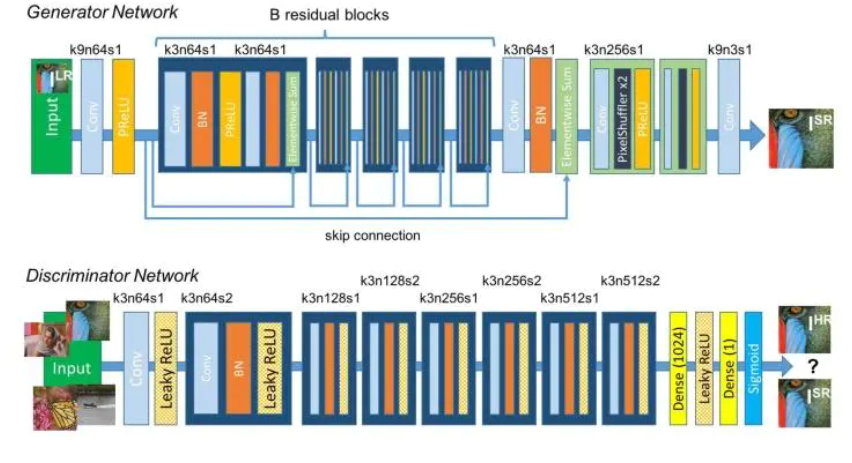 Generator Network
B residual blocks
k9n64s1
k3n64s1
k3n64s1
k3n64s1
k3n256s1
k9n3s1
Input
I LR
Conv
PReLU
Conv
BN
PReLU
Elementwise Sum
Conv
BN
Elementwise Sum
Conv
PixelShuffler x2
PReLU
Conv
I SR
skip connection
Discriminator Network
k3n64s1
k3n64s2
k3n128s1
k3n128s2
k3n256s1
k3n256s2
k3n512s1
k3n512s2
Input
Conv
Leaky ReLU
Conv
BN
Leaky ReLU
Dense (1024)
Leaky ReLU
Dense (1)
Sigmoid
I HR
?
I SR